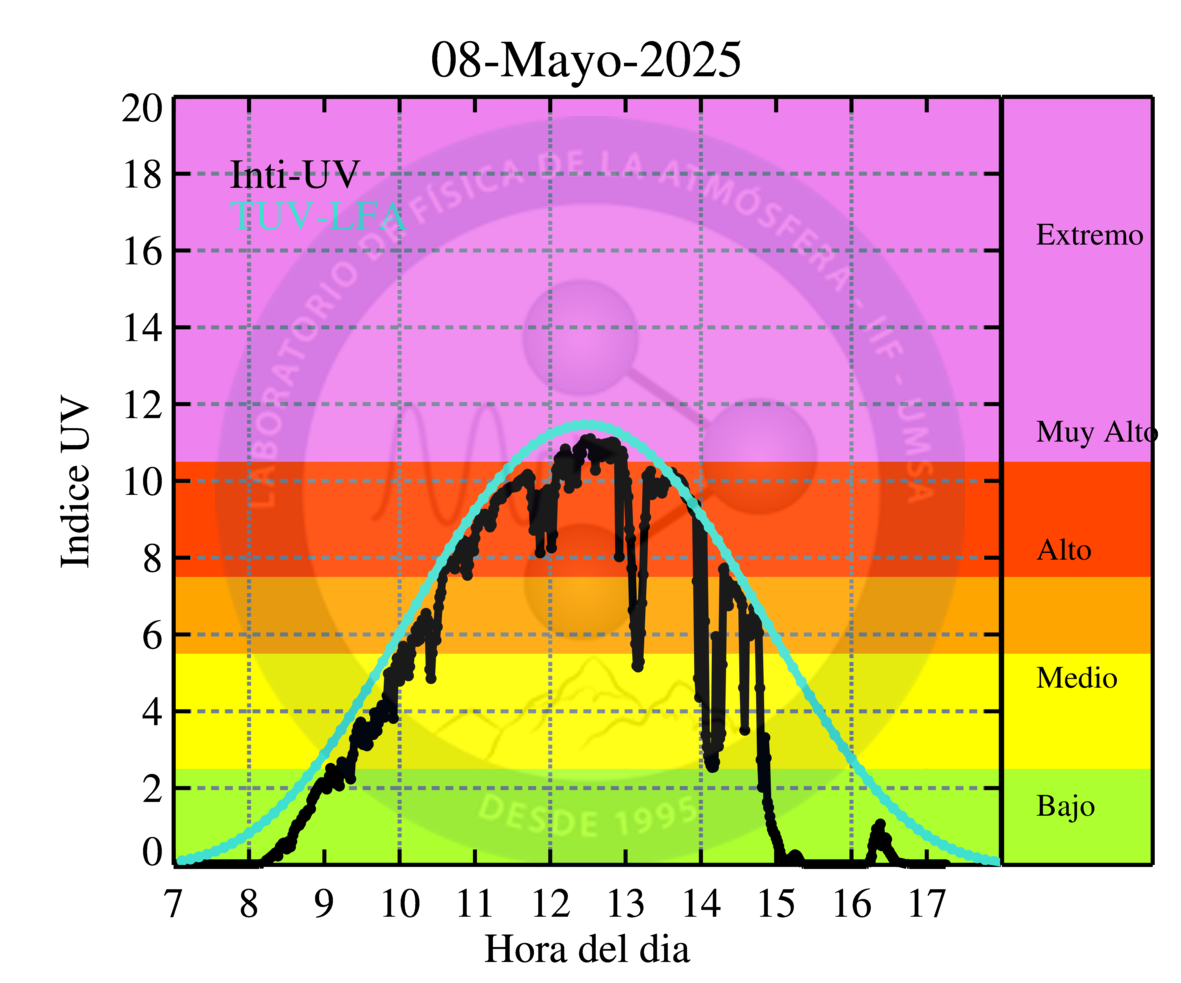 08-Mayo-2025
Indice UV
20
18
16
14
12
10
8
6
4
2
0
Inti-UV
TUV-LFA
LABORATORIO DE FÍSICA DE LA ATMÓSFERA - IIF - UMSA
DESDE 1995
Extremo
Muy Alto
Alto
Medio
Bajo
7 8 9 10 11 12 13 14 15 16 17
Hora del dia